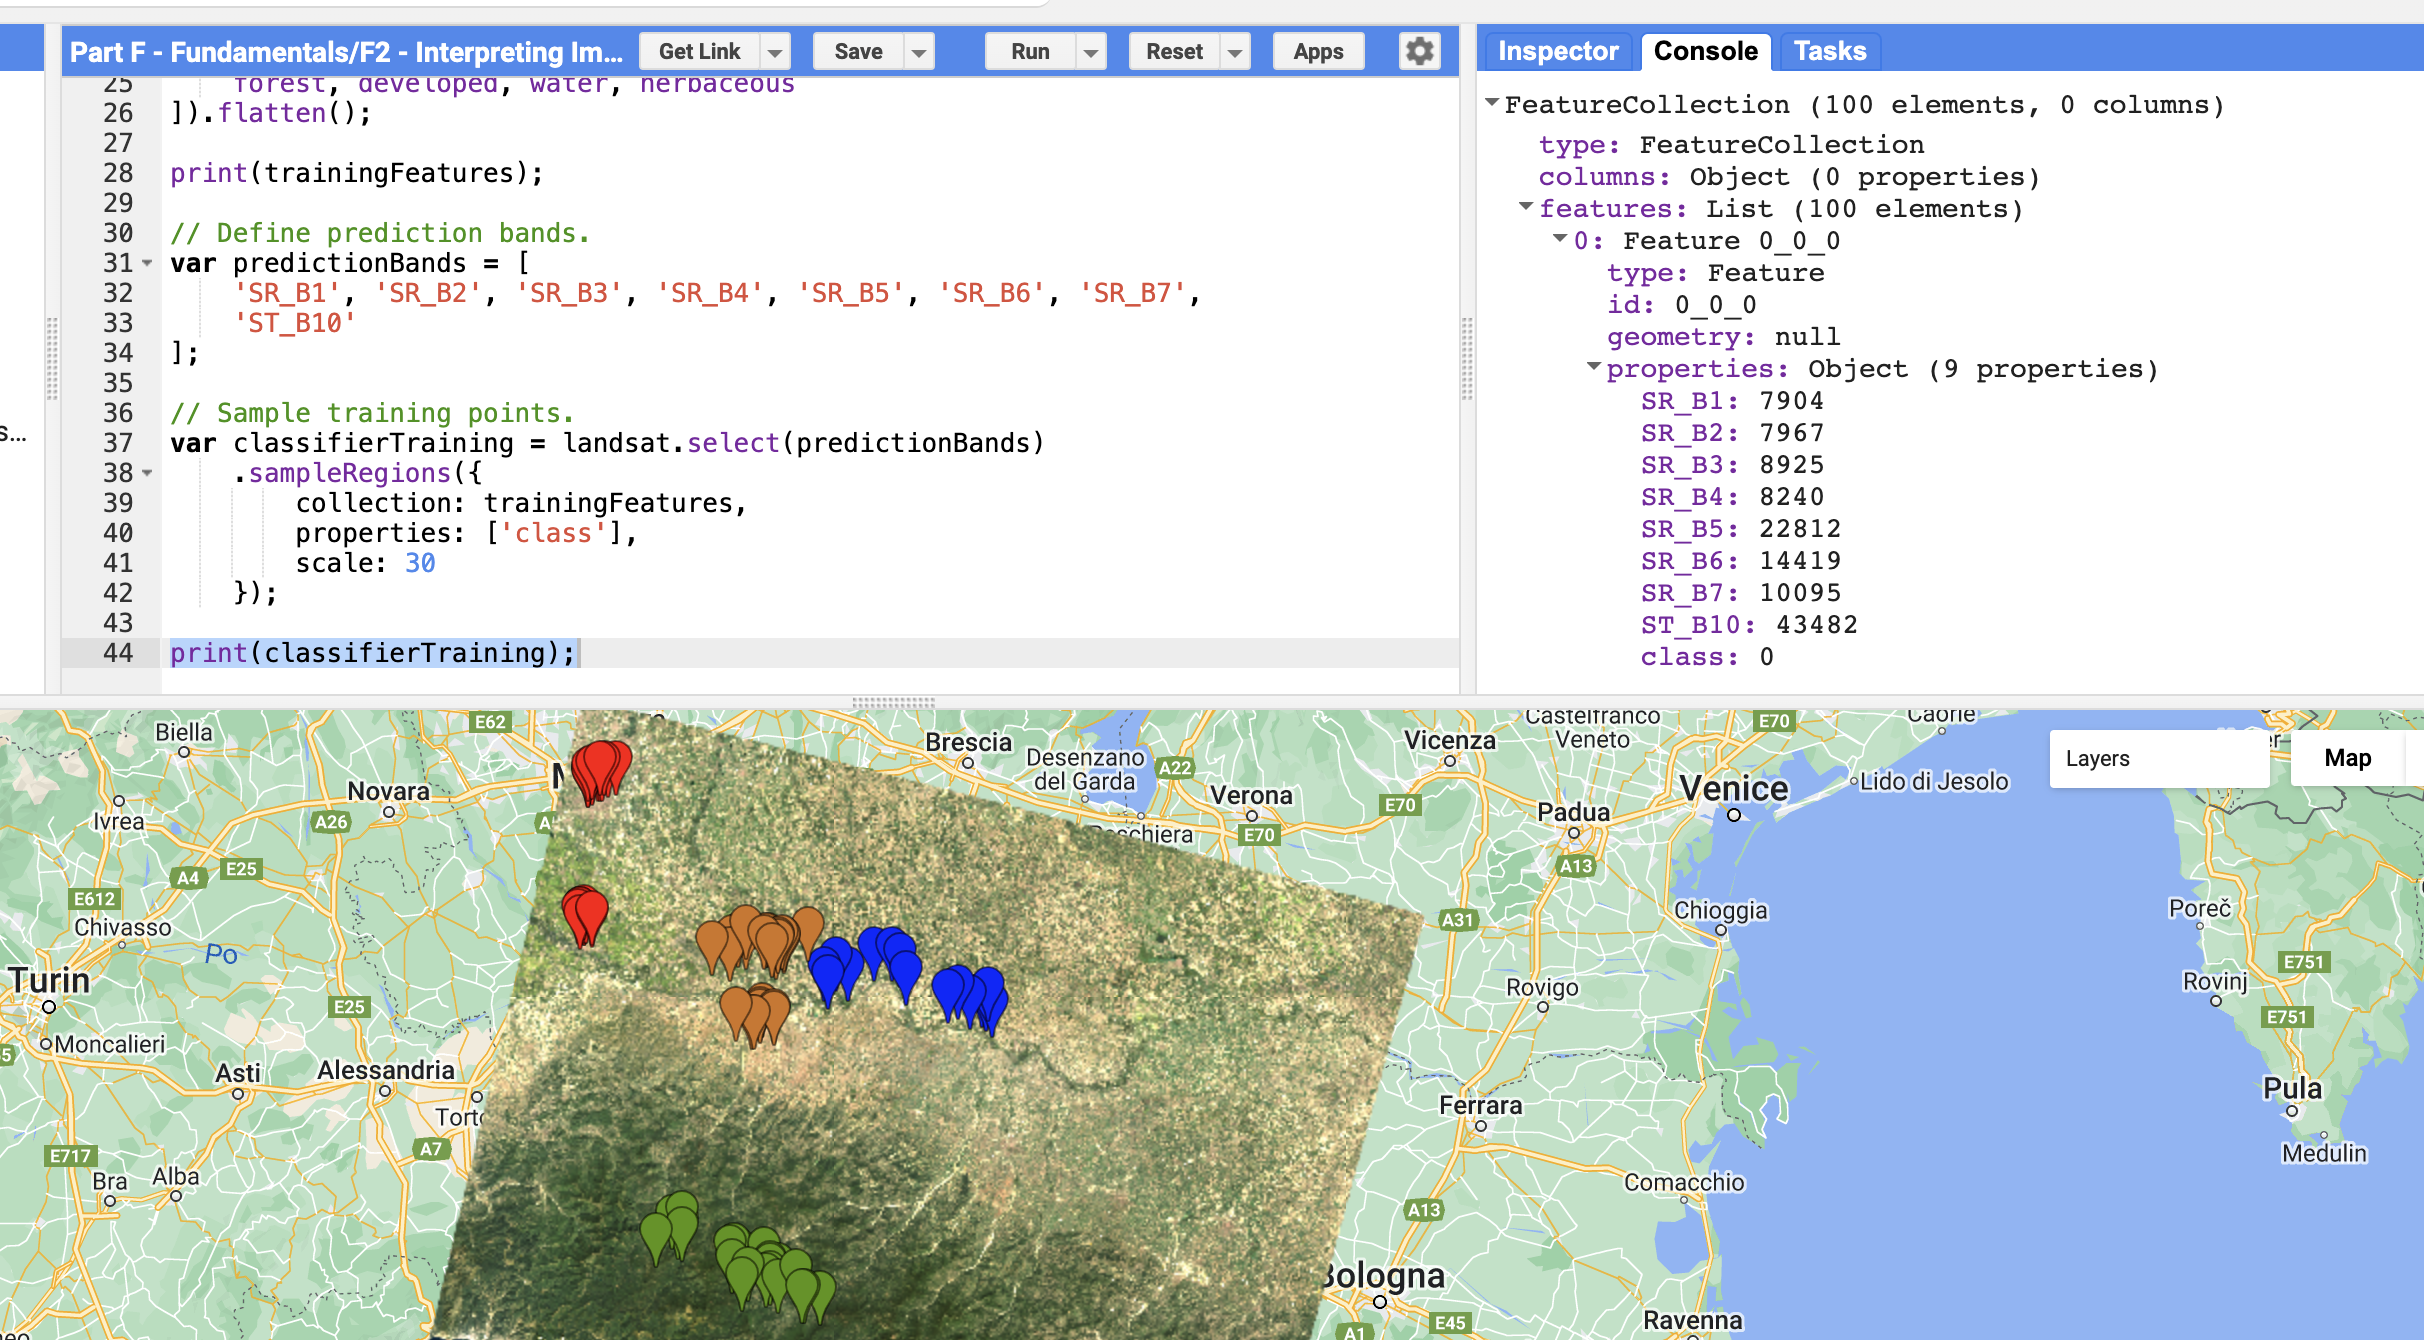 Part F - Fundamentals/F2 - Interpreting Im...
Get Link
Save
Run
Reset
Apps
Inspector
Console
Tasks
25 forest, developed, water, herbaceous
26 ]).flatten();
27
28 print(trainingFeatures);
29
30 // Define prediction bands.
31 var predictionBands = [
32 'SR_B1', 'SR_B2', 'SR_B3', 'SR_B4', 'SR_B5', 'SR_B6', 'SR_B7',
33 'ST_B10'
34 ];
35
36 // Sample training points.
37 var classifierTraining = landsat.select(predictionBands)
38 .sampleRegions({
39 collection: trainingFeatures,
40 properties: ['class'],
41 scale: 30
42 });
43
44 print(classifierTraining);
s...
FeatureCollection (100 elements, 0 columns)
type: FeatureCollection
columns: Object (0 properties)
features: List (100 elements)
0: Feature 0_0_0
type: Feature
id: 0_0_0
geometry: null
properties: Object (9 properties)
SR_B1: 7904
SR_B2: 7967
SR_B3: 8925
SR_B4: 8240
SR_B5: 22812
SR_B6: 14419
SR_B7: 10095
ST_B10: 43482
class: 0
Layers
Map
Biella
E62
Brescia
Desenzano
del Garda
A22
Vicenza
Castelfranco
Veneto
E70
Caorle
Novara
Ivrea
A26
Verona
E70
E70
Padua
Venice
Lido di Jesolo
A4
E25
A13
E612
Chivasso
Po
A31
Chioggia
Poreč
Turin
E25
Rovigo
Rovinj
E751
E751
Moncalieri
Asti
Alessandria
Ferrara
Pula
A7
E717
Bra
Alba
Medulin
Comacchio
A13
Bologna
A1
E45
Ravenna